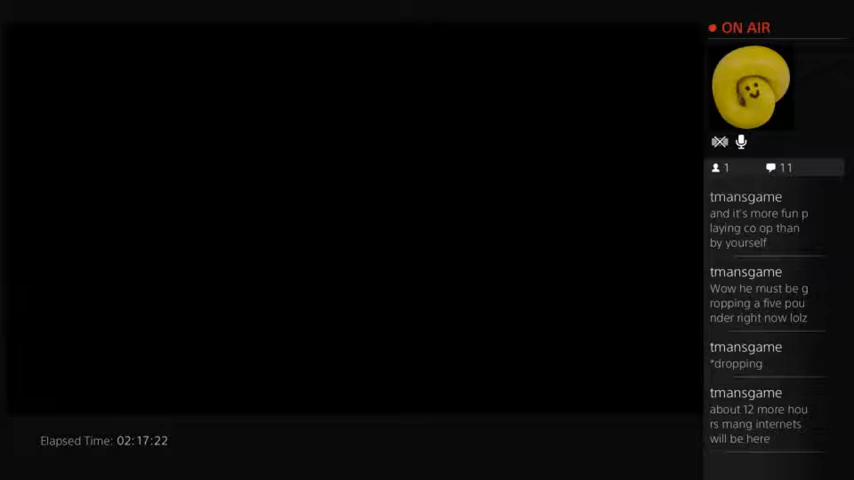 ON AIR
1 11
tmansgame
and it's more fun p
laying co op than
by yourself
tmansgame
Wow he must be g
ropping a five pou
nder right now lolz
tmansgame
*dropping
tmansgame
about 12 more hou
rs mang internets
will be here
Elapsed Time: 02:17:22